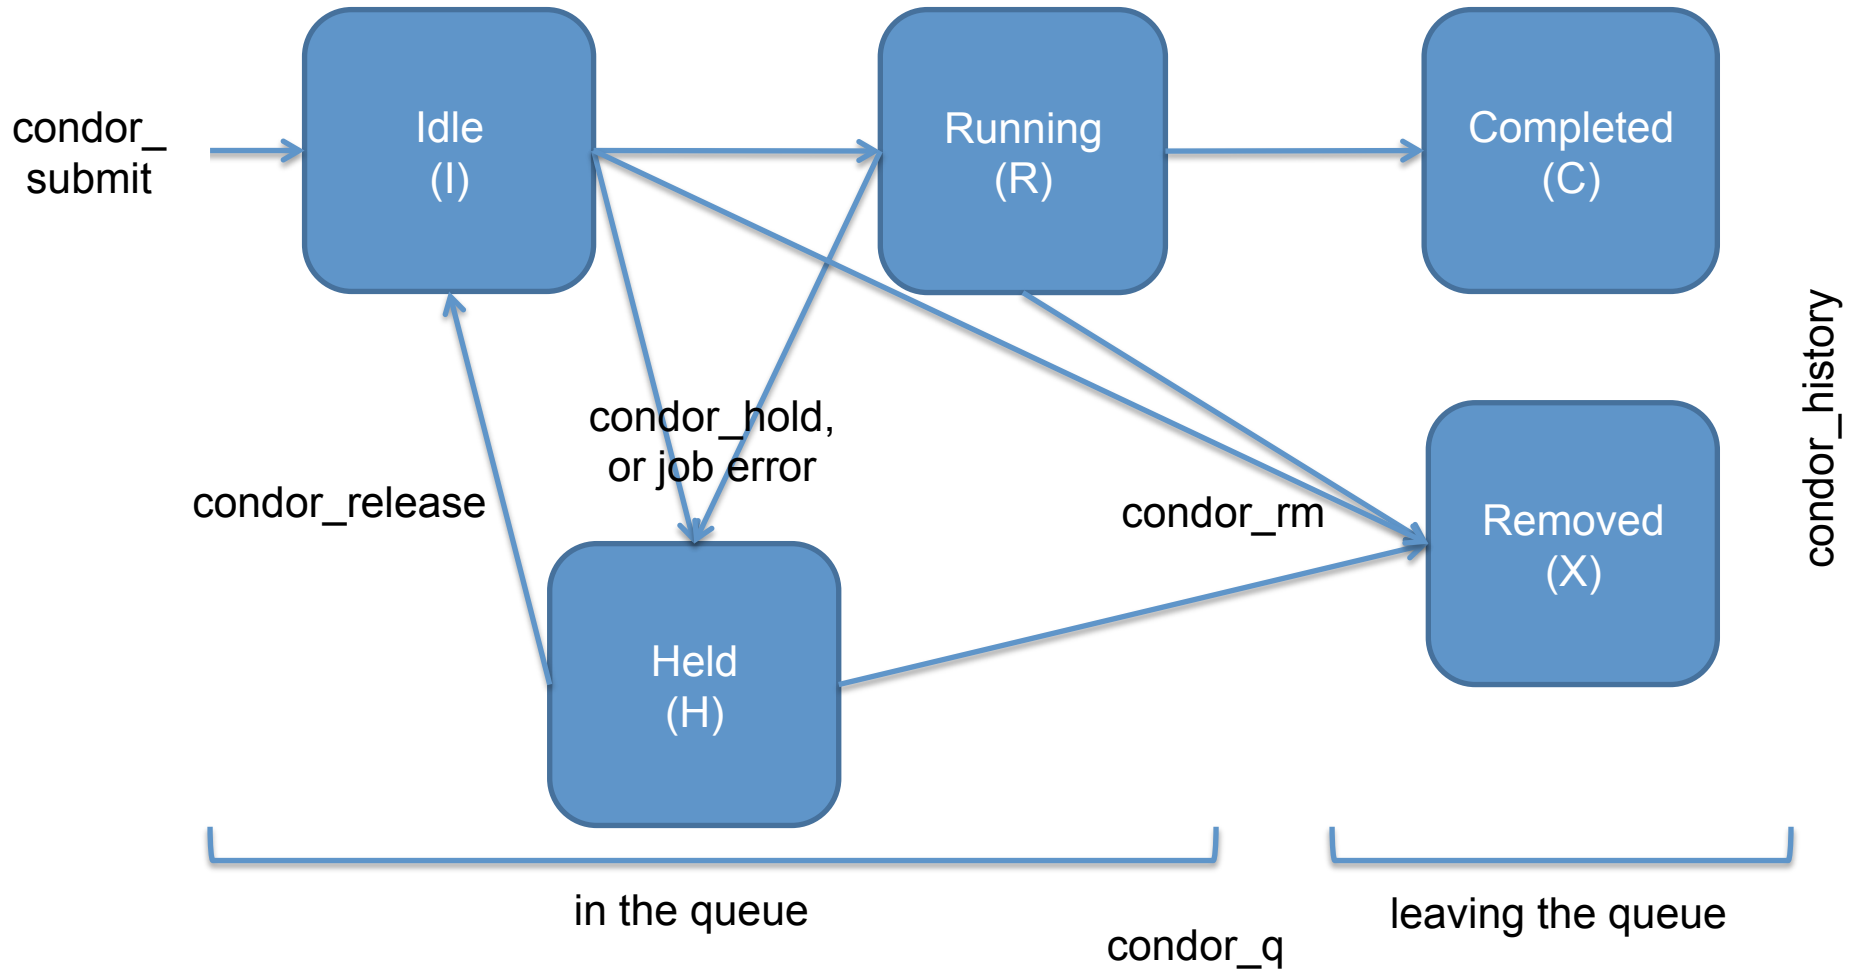 condor_
submit
Idle
(I)
Running
(R)
Completed
(C)
condor_history
condor_hold,
or job error
condor_release
condor_rm
Removed
(X)
Held
(H)
in the queue
leaving the queue
condor_q